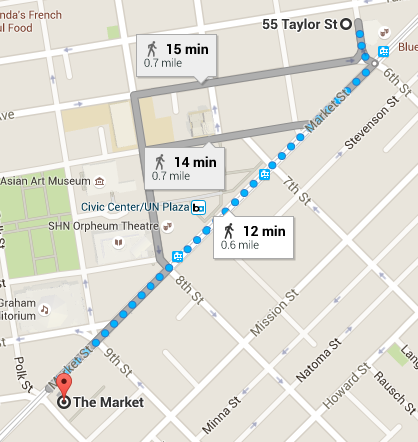 nda's French
ul Food
15 min
0.7 mile
55 Taylor St
Blue
6th St
Ave
Market St
Stevenson St
14 min
0.7 mile
Asian Art Museum
7th St
Civic Center/UN Plaza
SHN Orpheum Theatre
12 min
0.6 mile
8th St
Graham
ditorium
Mission St
Market St
9th St
Polk St
Natoma St
Lang
Howard St
Rausch St
The Market
Minna St